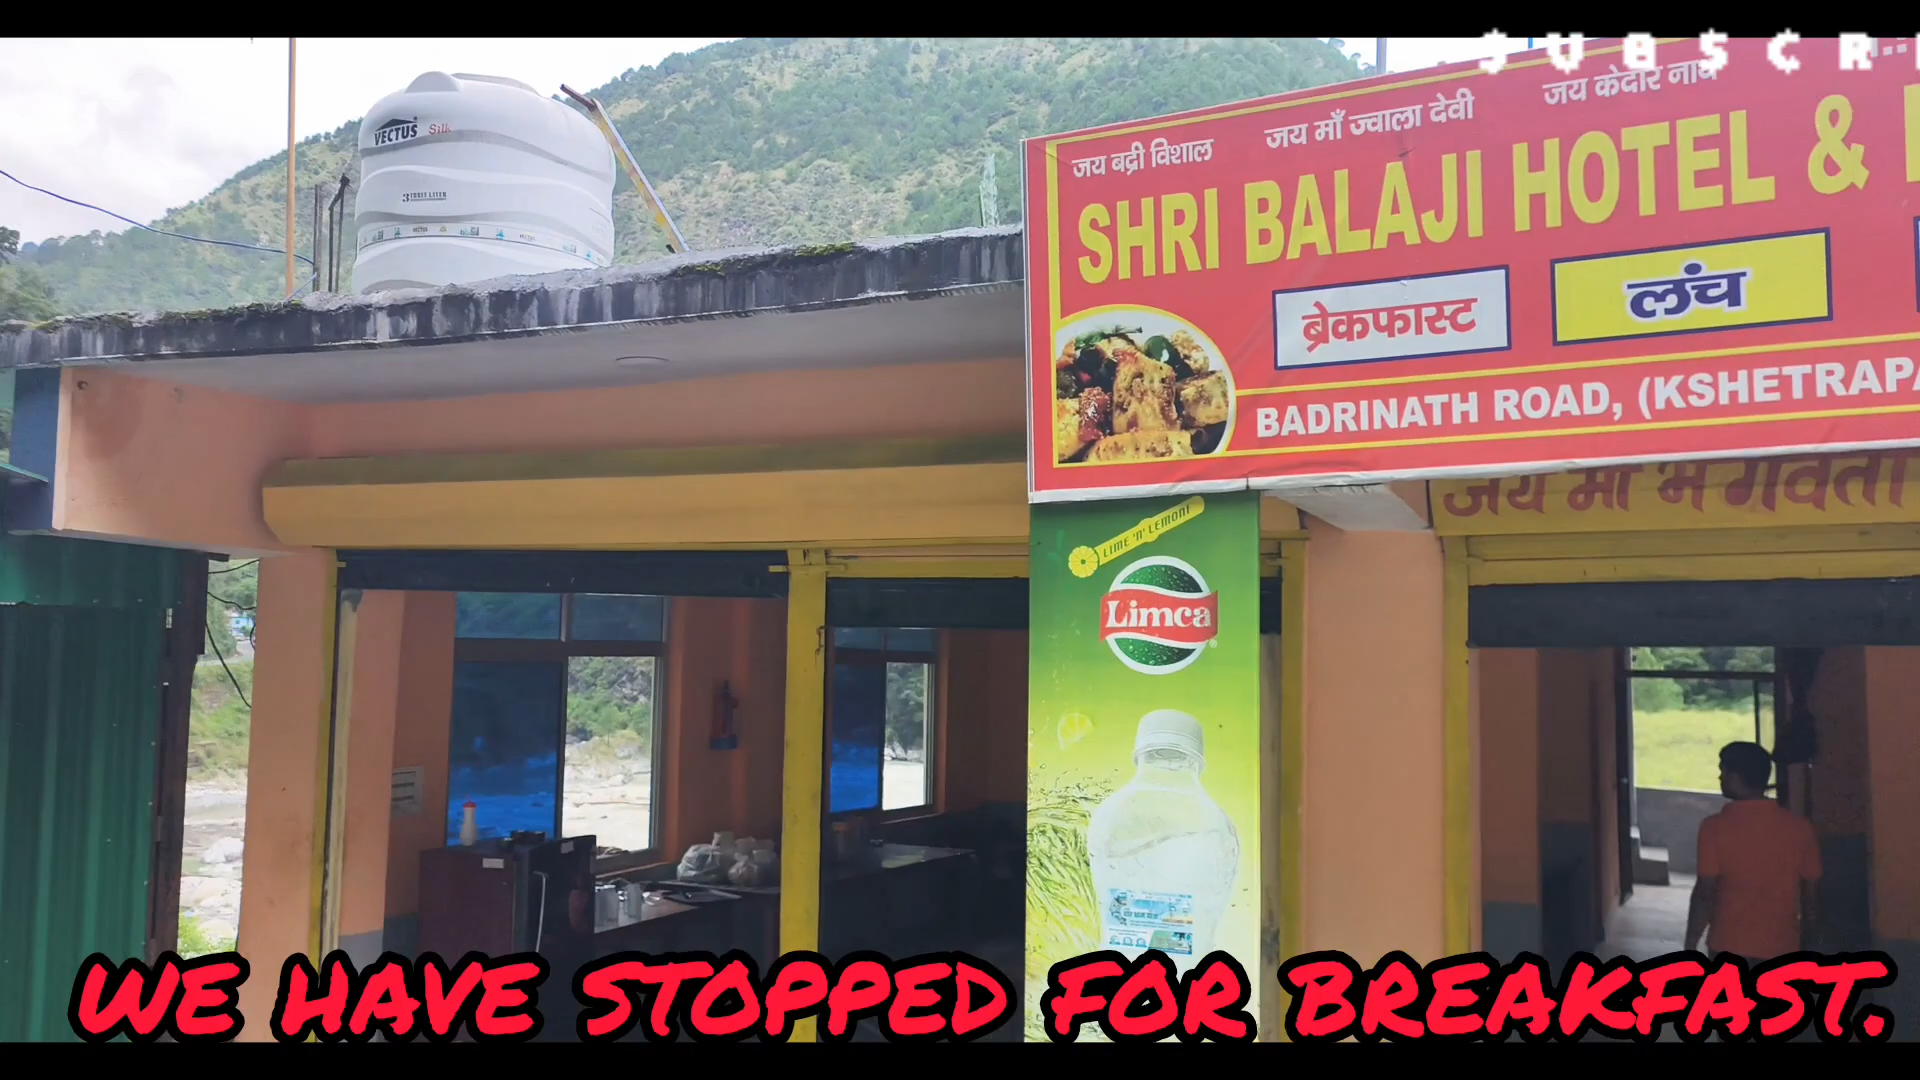 SUBSCR
VECTUS
जय बद्री विशाल
जय माँ ज्वाला देवी
जय केदार नाथ
SHRI BALAJI HOTEL &
ब्रेकफास्ट
लंच
BADRINATH ROAD, (KSHETRAPA
जय माँ भगवती
LIME 'N' LEMONI
Limca
WE HAVE STOPPED FOR BREAKFAST.